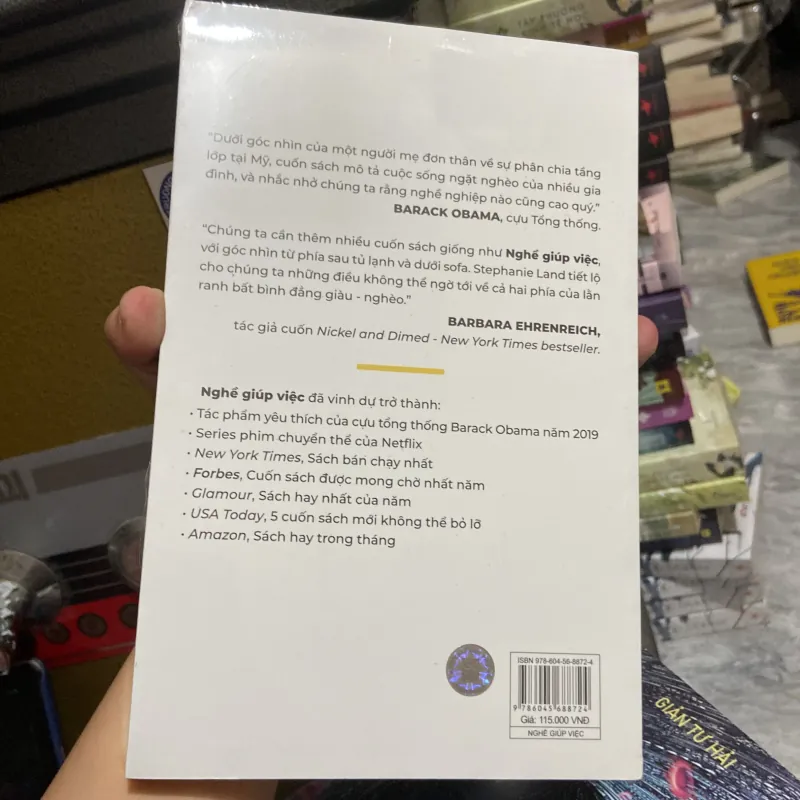 "Dưới góc nhìn của một người mẹ đơn thân về sự phân chia tầng
lớp tại Mỹ, cuốn sách mô tả cuộc sống ngặt nghèo của nhiều gia
đình, và nhắc nhở chúng ta rằng nghề nghiệp nào cũng cao quý."
BARACK OBAMA, cựu Tổng thống.
"Chúng ta cần thêm nhiều cuốn sách giống như Nghề giúp việc,
với góc nhìn từ phía sau tủ lạnh và dưới sofa. Stephanie Land tiết lộ
cho chúng ta những điều không thể ngờ tới về cả hai phía của lằn
ranh bất bình đẳng giàu - nghèo."
BARBARA EHRENREICH,
tác giả cuốn Nickel and Dimed - New York Times bestseller.
Nghề giúp việc đã vinh dự trở thành:
• Tác phẩm yêu thích của cựu tổng thống Barack Obama năm 2019
• Series phim chuyển thể của Netflix
• New York Times, Sách bán chạy nhất
• Forbes, Cuốn sách được mong chờ nhất năm
• Glamour, Sách hay nhất của năm
• USA Today, 5 cuốn sách mới không thể bỏ lỡ
• Amazon, Sách hay trong tháng
ISBN 978-604-56-8872-4
9 786045 688724
Giá: 115.000 VNĐ
NGHỀ GIÚP VIỆC
GIẢN TƯ HẢI